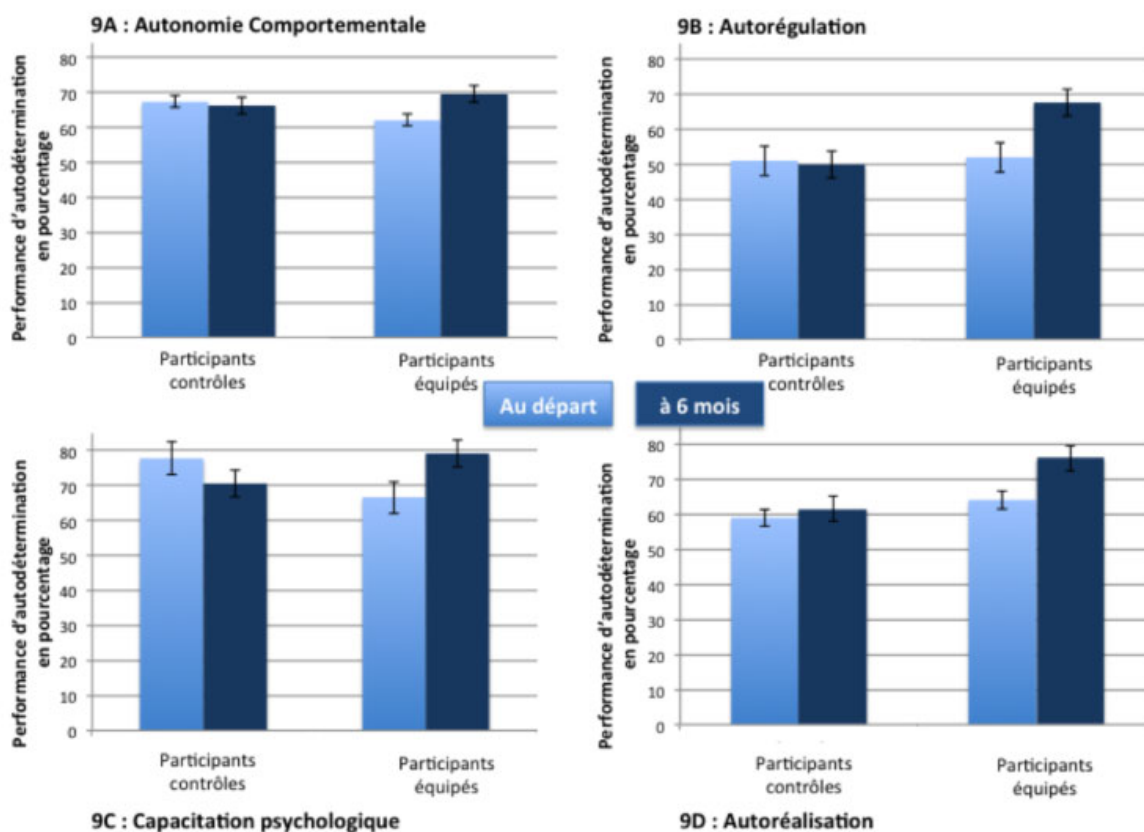 9A : Autonomie Comportementale
Performance d'autodétermination
en pourcentage
80
70
60
50
40
30
20
10
0
Participants
contrôles
Participants
équipés
9B : Autorégulation
Performance d'autodétermination
en pourcentage
80
70
60
50
40
30
20
10
0
Participants
contrôles
Participants
équipés
Au départ
à 6 mois
Performance d'autodétermination
en pourcentage
80
70
60
50
40
30
20
10
0
Participants
contrôles
Participants
équipés
9C : Capacitation psychologique
Performance d'autodétermination
en pourcentage
80
70
60
50
40
30
20
10
0
Participants
contrôles
Participants
équipés
9D : Autoréalisation